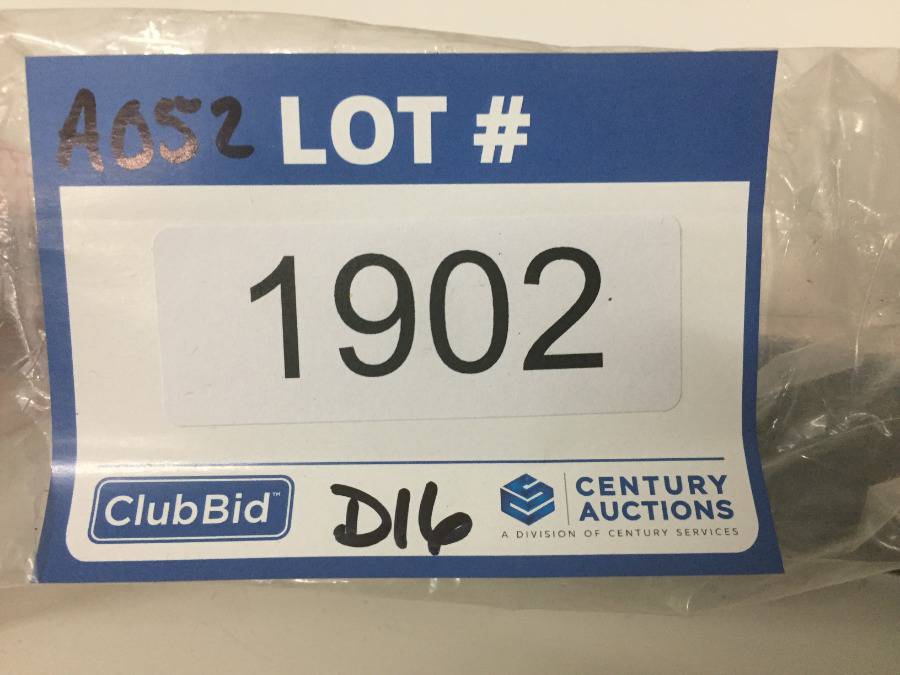 A052 LOT #
1902
ClubBid™ D16 CENTURY AUCTIONS
A DIVISION OF CENTURY SERVICES